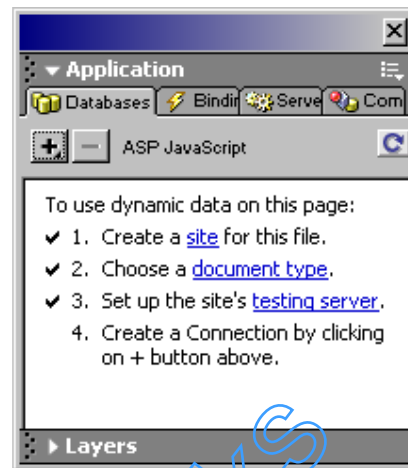 Application
Databases Bindin Serve Com
ASP JavaScript
To use dynamic data on this page:
1. Create a site for this file.
2. Choose a document type.
3. Set up the site's testing server.
4. Create a Connection by clicking
on + button above.
Layers